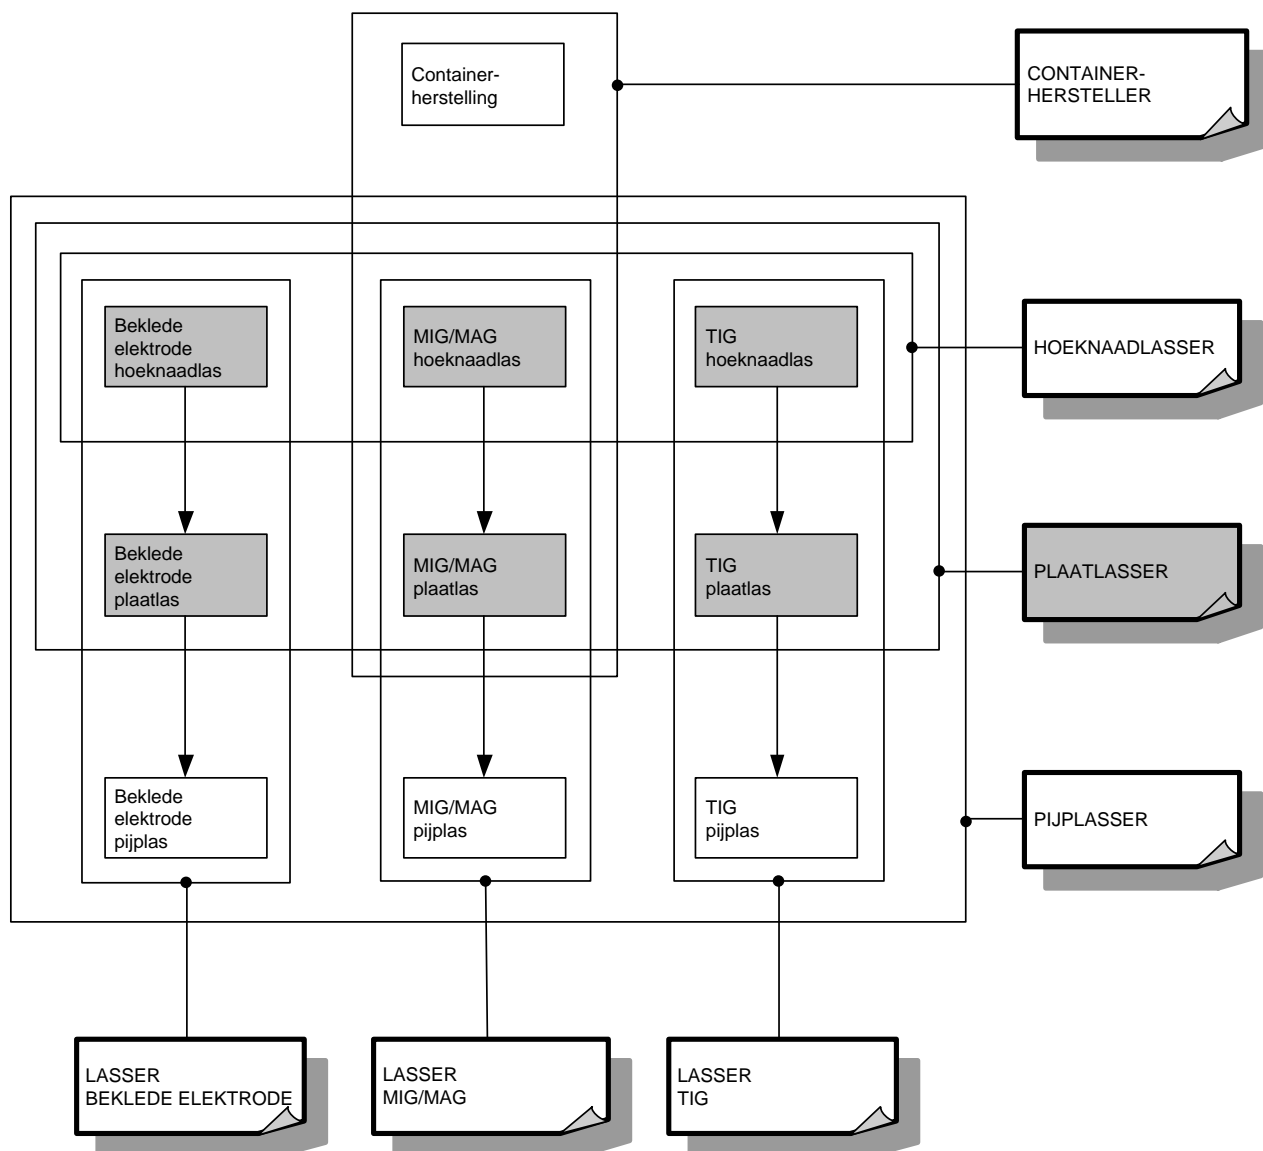 Container-
herstelling
CONTAINER-
HERSTELLER
Beklede
elektrode
hoeknaadlas
MIG/MAG
hoeknaadlas
TIG
hoeknaadlas
HOEKNAADLASSER
Beklede
elektrode
plaatlas
MIG/MAG
plaatlas
TIG
plaatlas
PLAATLASSER
Beklede
elektrode
pijplas
MIG/MAG
pijplas
TIG
pijplas
PIJPLASSER
LASSER
BEKLEDE ELEKTRODE
LASSER
MIG/MAG
LASSER
TIG